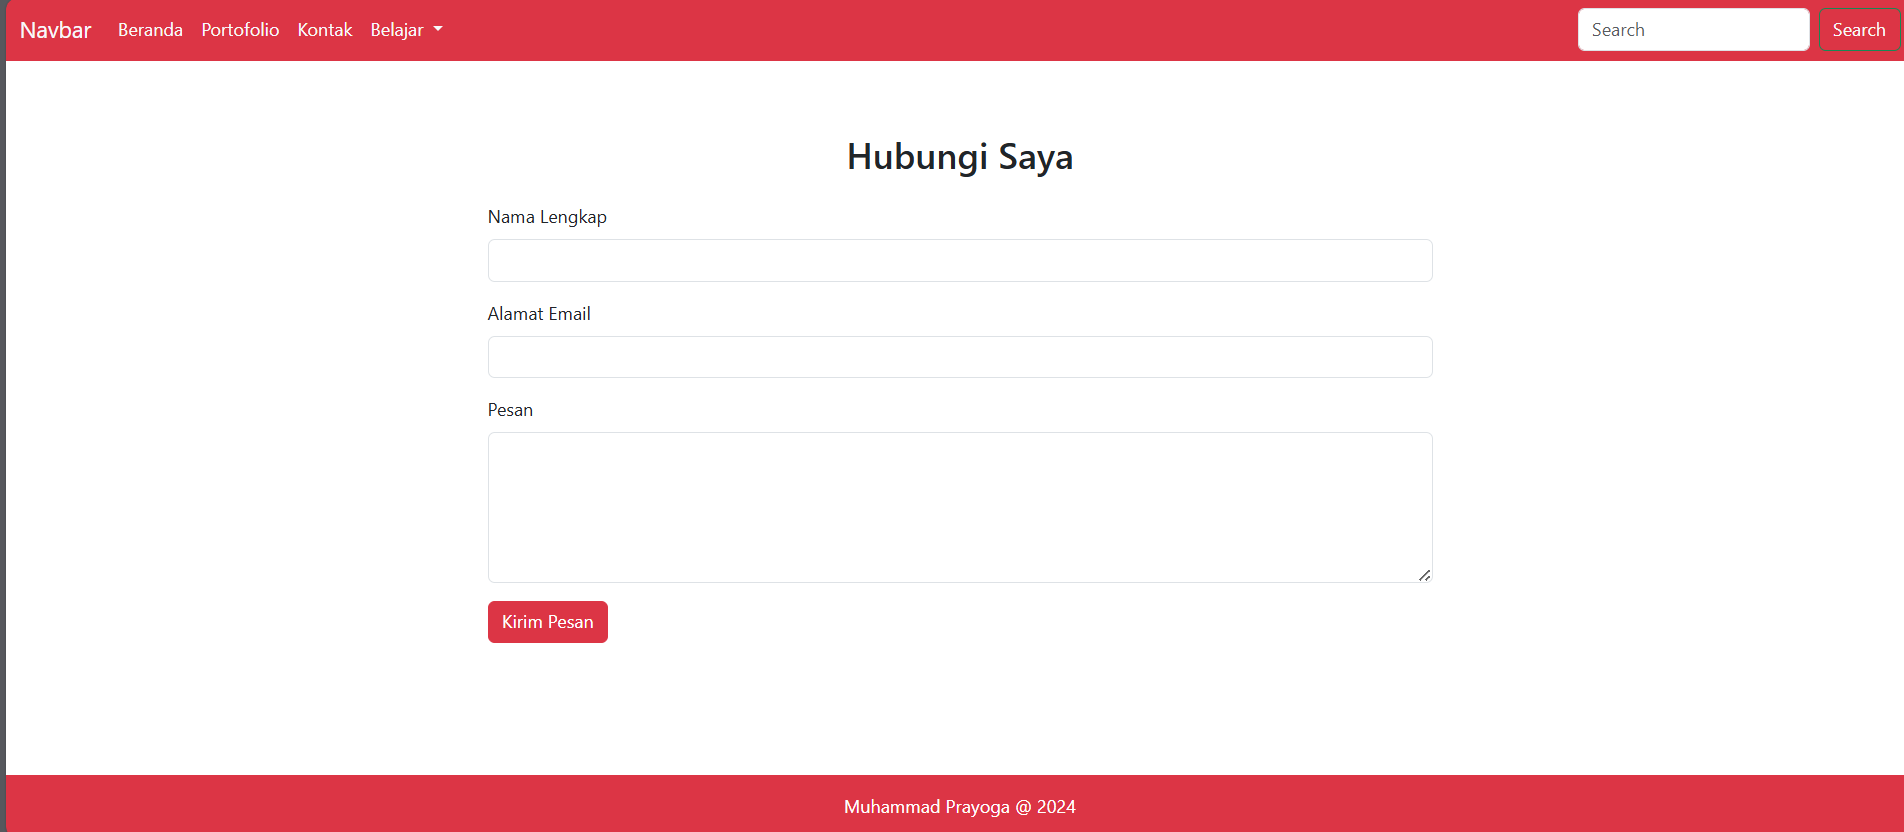 Navbar Beranda Portofolio Kontak Belajar Search Search
Hubungi Saya
Nama Lengkap
Alamat Email
Pesan
Kirim Pesan
Muhammad Prayoga @ 2024